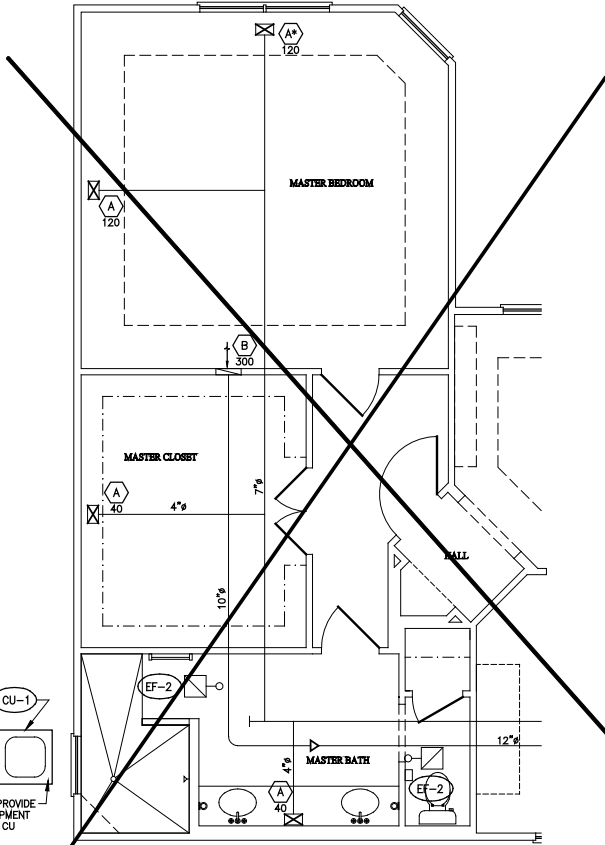 A*
120
MASTER BEDROOM
A
120
B
300
MASTER CLOSET
A
40
4"ø
7"ø
HALL
10"ø
CU-1
EF-2
12"ø
MASTER BATH
4"ø
A
40
EF-2
PROVIDE
PMENT
CU